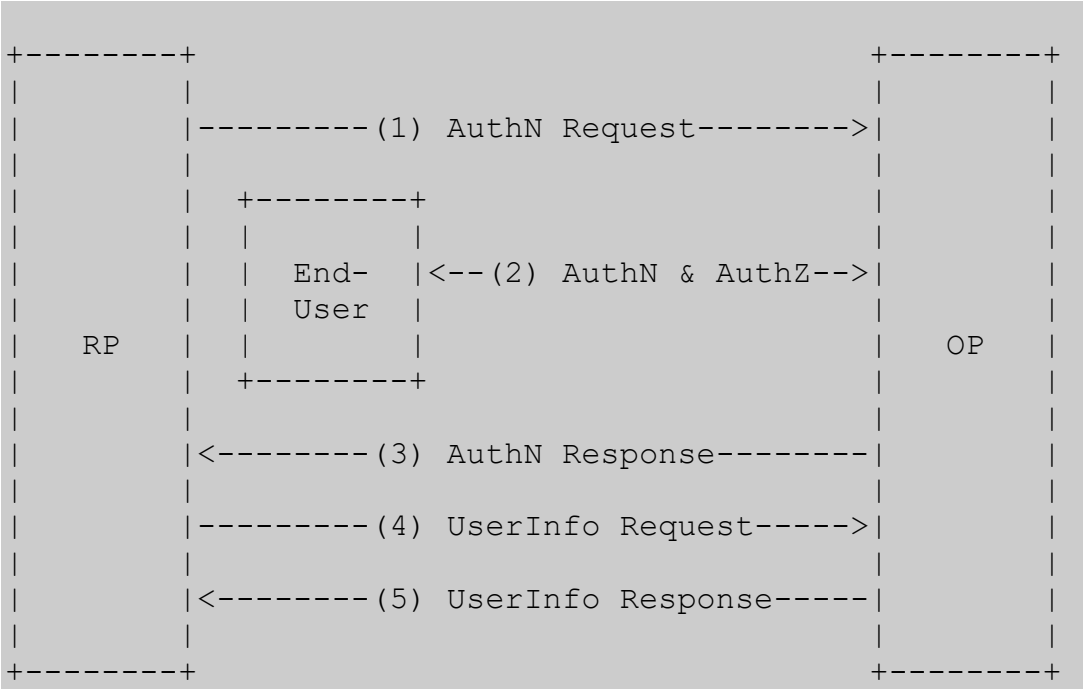 (1) AuthN Request
End-
(2) AuthN & AuthZ
User
RP
OP
(3) AuthN Response
(4) UserInfo Request
(5) UserInfo Response